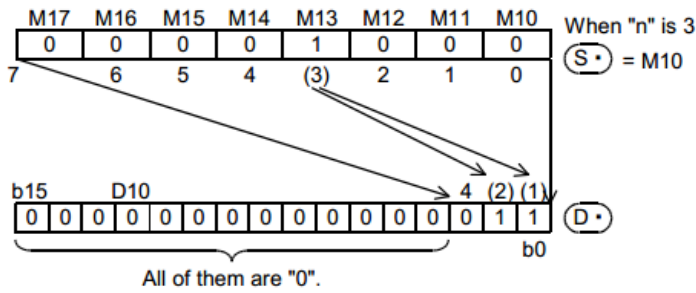 M17 M16 M15 M14 M13 M12 M11 M10
When "n" is 3
0 0 0 0 1 0 0 0
S· = M10
7 6 5 4 (3) 2 1 0
b15 D10 4 (2) (1)
0 0 0 0 0 0 0 0 0 0 0 0 0 0 1 1
D·
b0
All of them are "0".